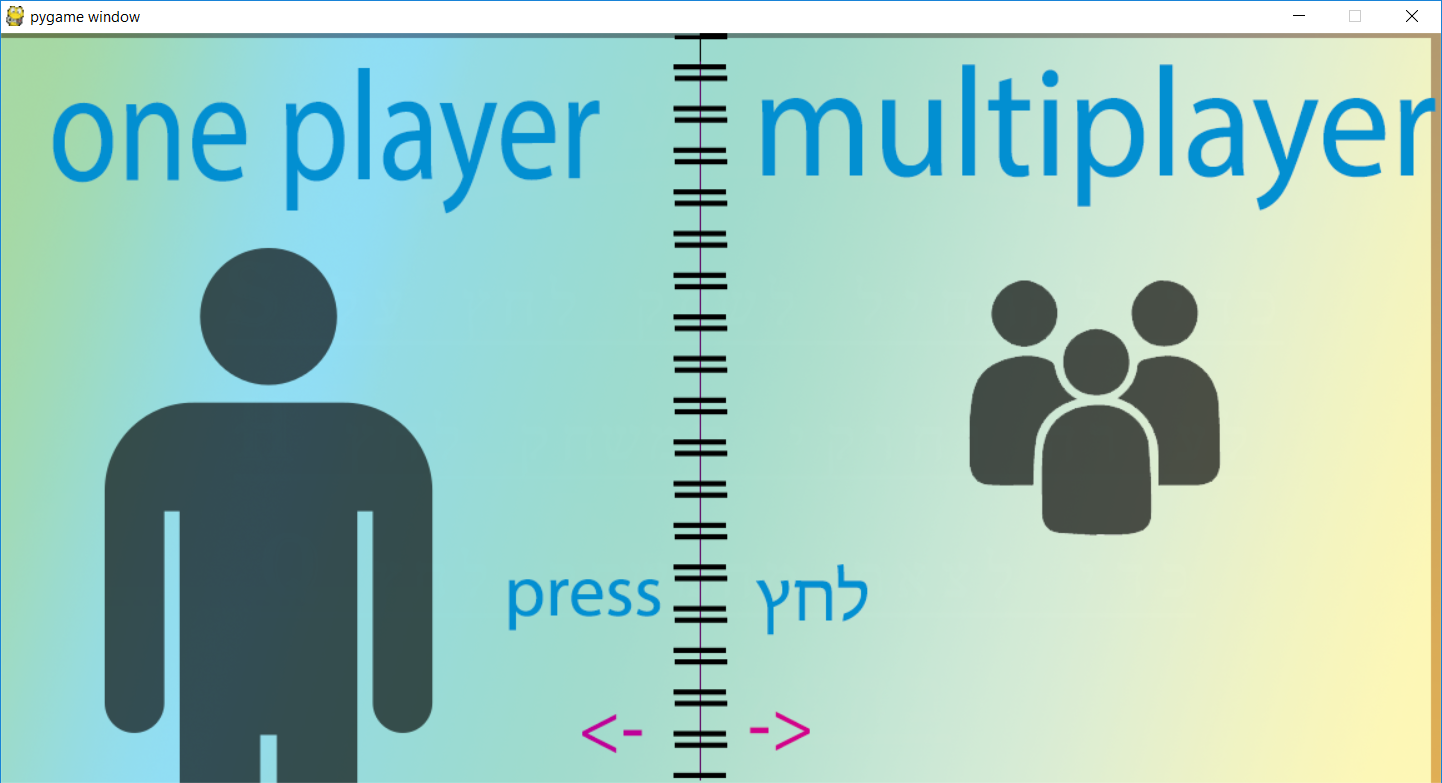 pygame window
one player
multiplayer
press
לחץ
<-
->